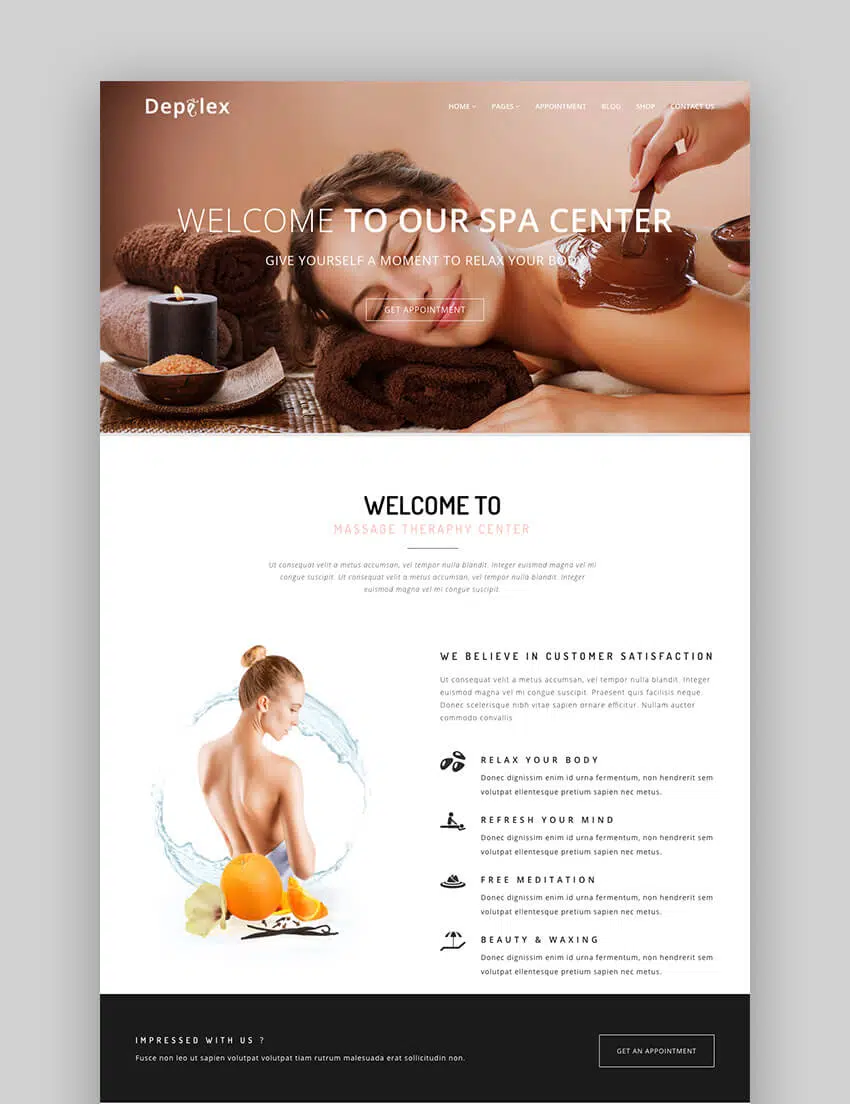 Depilex
HOME PAGES APPOINTMENT BLOG SHOP CONTACT US
WELCOME TO OUR SPA CENTER
GIVE YOURSELF A MOMENT TO RELAX YOUR BODY
GET APPOINTMENT
WELCOME TO
MASSAGE THERAPHY CENTER
Ut consequat velit a metus accumsan, vel tempor nulla blandit. Integer euismod magna vel mi
congue suscipit. Ut consequat velit a metus accumsan, vel tempor nulla blandit. Integer
euismod magna vel mi congue suscipit.
WE BELIEVE IN CUSTOMER SATISFACTION
Ut consequat velit a metus accumsan, vel tempor nulla blandit. Integer
euismod magna vel mi congue suscipit. Praesent quis facilisis neque.
Donec scelerisque nibh vitae sapien ornare efficitur. Nullam auctor
commodo convallis
RELAX YOUR BODY
Donec dignissim enim id urna fermentum, non hendrerit sem
volutpat ellentesque pretium sapien nec metus.
REFRESH YOUR MIND
Donec dignissim enim id urna fermentum, non hendrerit sem
volutpat ellentesque pretium sapien nec metus.
FREE MEDITATION
Donec dignissim enim id urna fermentum, non hendrerit sem
volutpat ellentesque pretium sapien nec metus.
BEAUTY & WAXING
Donec dignissim enim id urna fermentum, non hendrerit sem
volutpat ellentesque pretium sapien nec metus.
IMPRESSED WITH US ?
Fusce non leo ut sapien volutpat volutpat tiam rutrum malesuada erat sollicitudin non.
GET AN APPOINTMENT